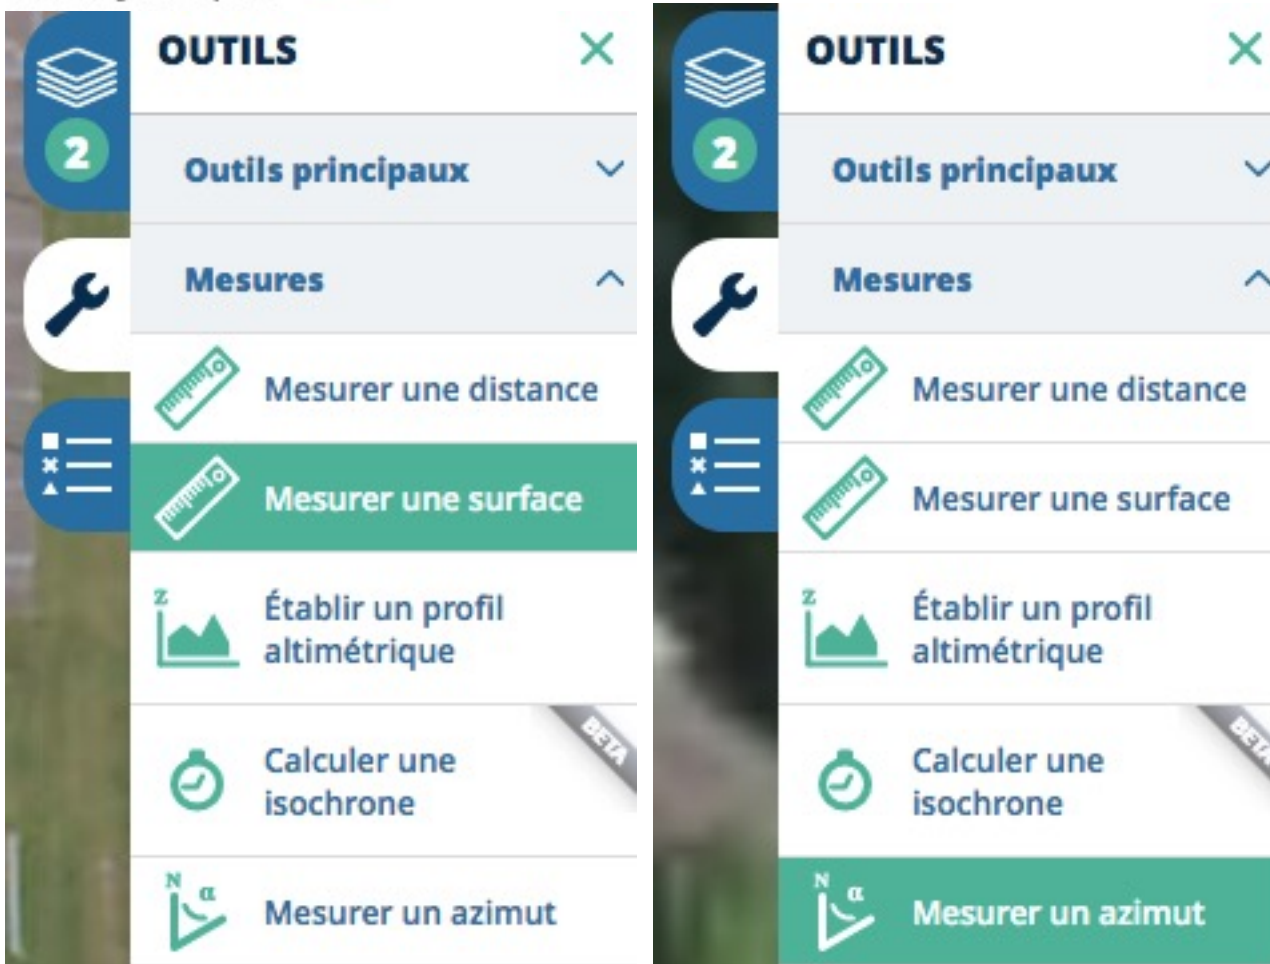 OUTILS
2
Outils principaux
Mesures
Mesurer une distance
Mesurer une surface
Z
Établir un profil
altimétrique
BETA
Calculer une
isochrone
N α
Mesurer un azimut
OUTILS
2
Outils principaux
Mesures
Mesurer une distance
Mesurer une surface
Z
Établir un profil
altimétrique
BETA
Calculer une
isochrone
N α
Mesurer un azimut